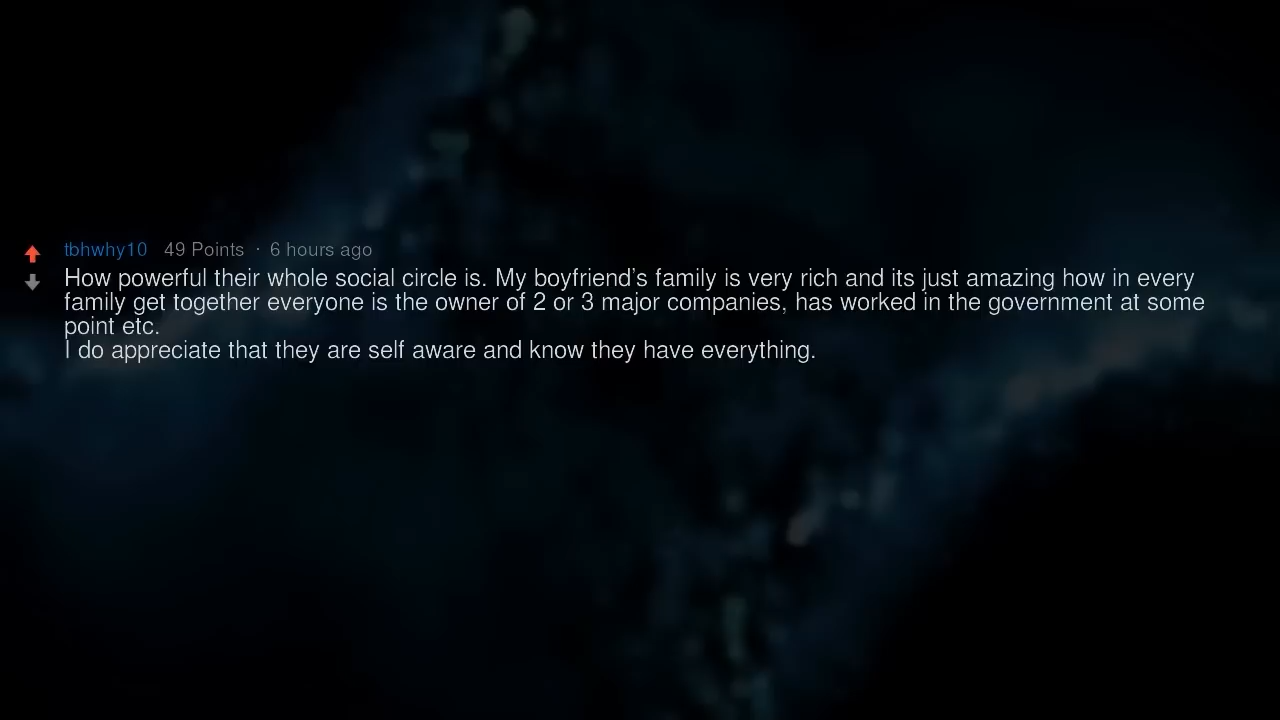 tbhwhy10 49 Points · 6 hours ago
How powerful their whole social circle is. My boyfriend's family is very rich and its just amazing how in every
family get together everyone is the owner of 2 or 3 major companies, has worked in the government at some
point etc.
I do appreciate that they are self aware and know they have everything.